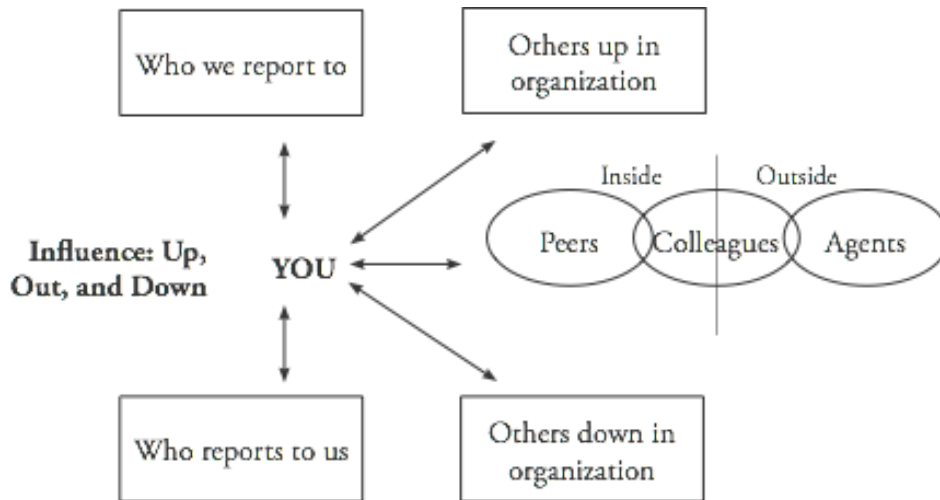 Who we report to
Others up in
organization
Inside
Outside
Peers
Colleagues
Agents
Influence: Up,
Out, and Down
YOU
Who reports to us
Others down in
organization